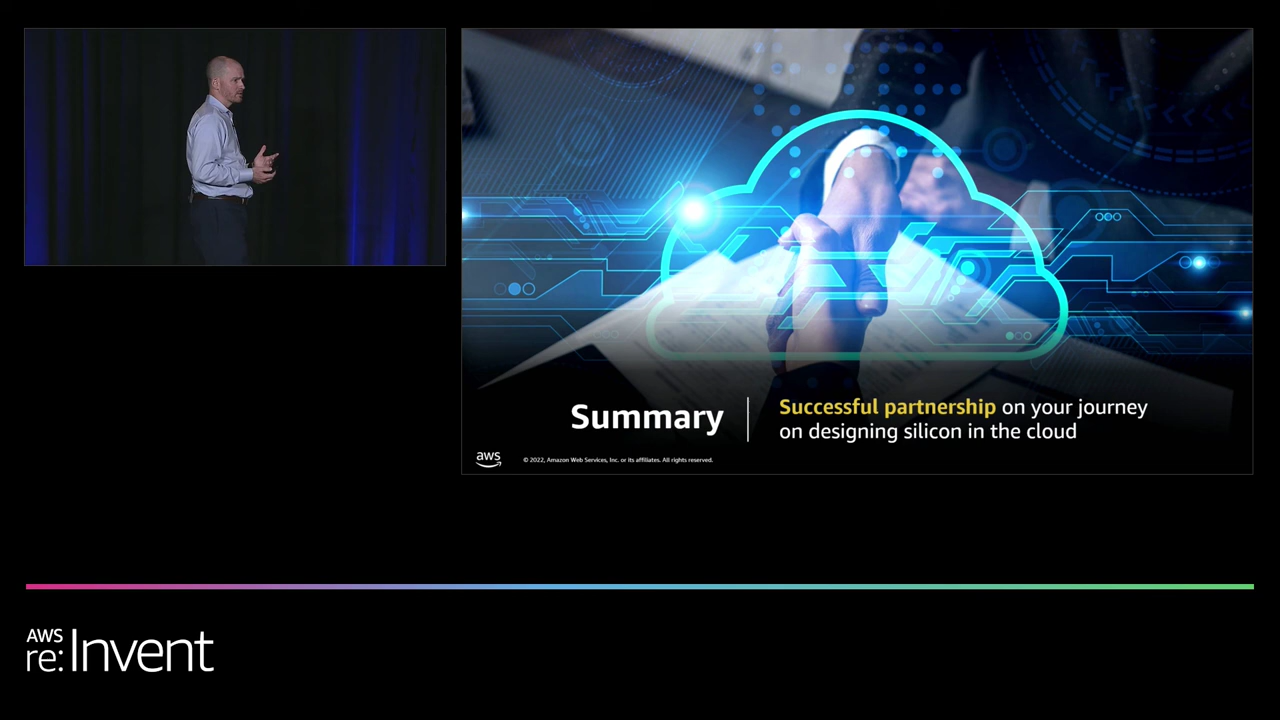 Summary
Successful partnership on your journey
on designing silicon in the cloud
aws
© 2022, Amazon Web Services, Inc. or its affiliates. All rights reserved.
AWS
re:Invent